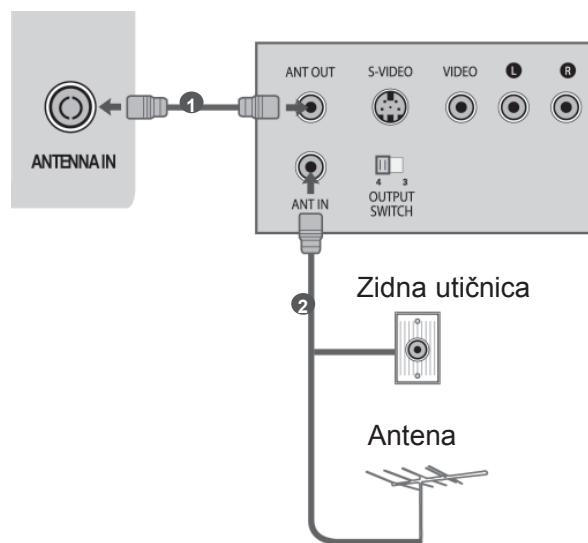 ANT OUT S-VIDEO VIDEO L R
1
ANTENNA IN
ANT IN
4 3
OUTPUT
SWITCH
2
Zidna utičnica
Antena